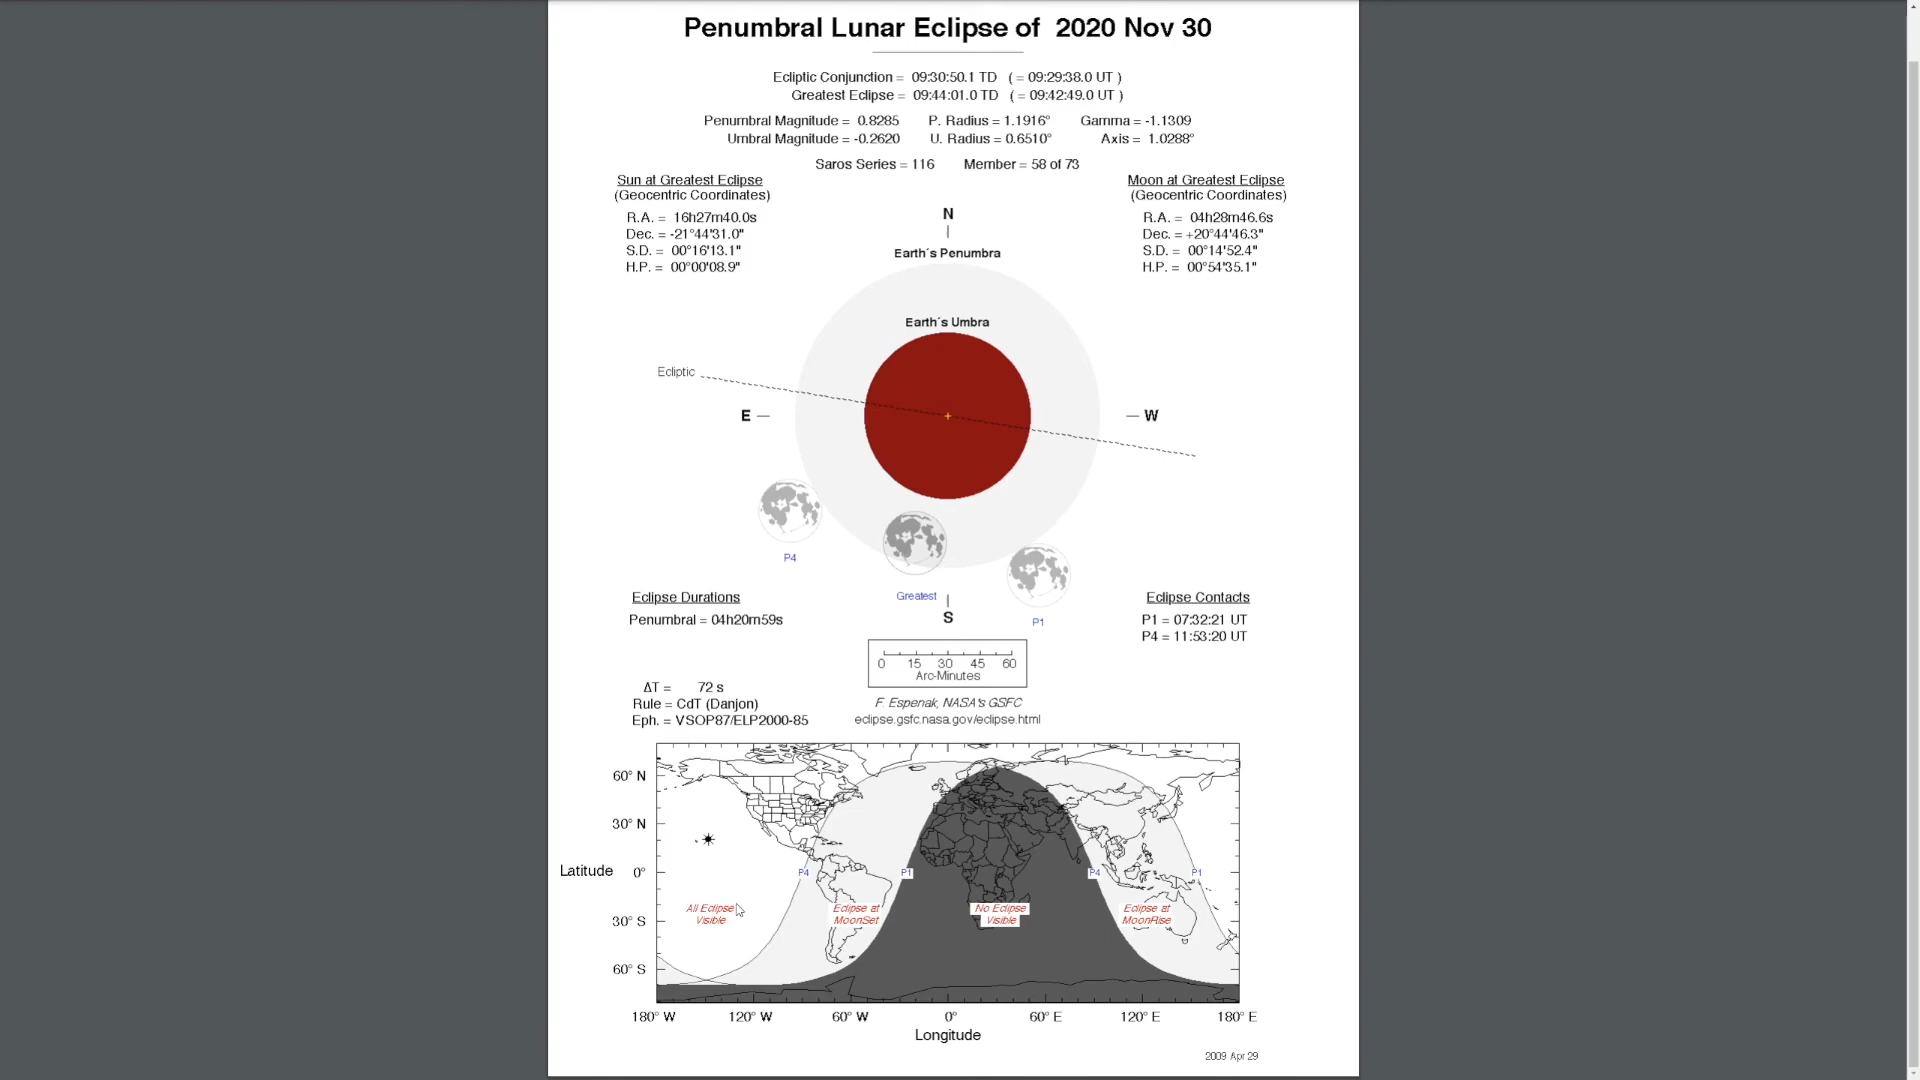 Penumbral Lunar Eclipse of 2020 Nov 30
Ecliptic Conjunction = 09:30:50.1 TD ( = 09:29:38.0 UT )
Greatest Eclipse = 09:44:01.0 TD ( = 09:42:49.0 UT )
Penumbral Magnitude = 0.8285 P. Radius = 1.1916° Gamma = -1.1309
Umbral Magnitude = -0.2620 U. Radius = 0.6510° Axis = 1.0288°
Saros Series = 116 Member = 58 of 73
Sun at Greatest Eclipse
(Geocentric Coordinates)
R.A. = 16h27m40.0s
Dec. = -21°44'31.0"
S.D. = 00°16'13.1"
H.P. = 00°00'08.9"
Moon at Greatest Eclipse
(Geocentric Coordinates)
R.A. = 04h28m46.6s
Dec. = +20°44'46.3"
S.D. = 00°14'52.4"
H.P. = 00°54'35.1"
N
Earth´s Penumbra
Earth´s Umbra
Ecliptic
E
W
P4
Greatest
S
P1
Eclipse Durations
Penumbral = 04h20m59s
Eclipse Contacts
P1 = 07:32:21 UT
P4 = 11:53:20 UT
0 15 30 45 60
Arc-Minutes
ΔT = 72 s
Rule = CdT (Danjon)
Eph. = VSOP87/ELP2000-85
F. Espenak, NASA's GSFC
eclipse.gsfc.nasa.gov/eclipse.html
60° N
30° N
Latitude
0°
30° S
60° S
P4
P1
P4
P1
All Eclipse
Visible
Eclipse at
MoonSet
No Eclipse
Visible
Eclipse at
MoonRise
180° W 120° W 60° W 0° 60° E 120° E 180° E
Longitude
2009 Apr 29